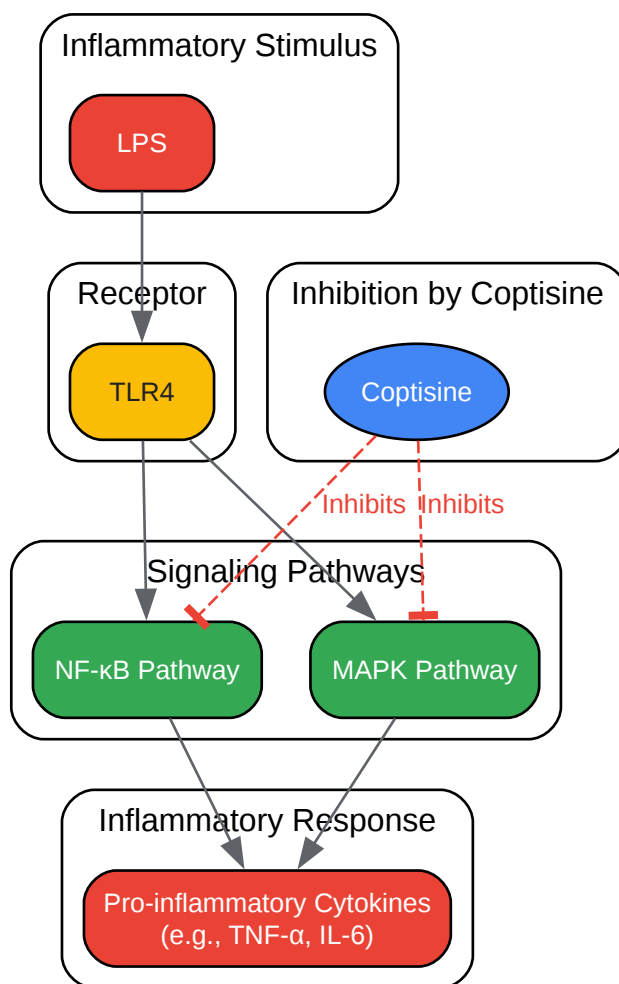 Inflammatory Stimulus
LPS
Receptor
Inhibition by Coptisine
TLR4
Coptisine
Inhibits
Inhibits
Signaling Pathways
NF-κB Pathway
MAPK Pathway
Inflammatory Response
Pro-inflammatory Cytokines
(e.g., TNF-α, IL-6)